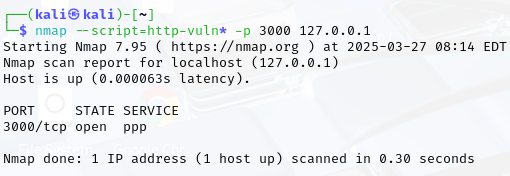 ┌──(kali㉿kali)-[~]
└─$ nmap --script=http-vuln* -p 3000 127.0.0.1
Starting Nmap 7.95 ( https://nmap.org ) at 2025-03-27 08:14 EDT
Nmap scan report for localhost (127.0.0.1)
Host is up (0.000063s latency).

PORT     STATE SERVICE
3000/tcp open  ppp

Nmap done: 1 IP address (1 host up) scanned in 0.30 seconds